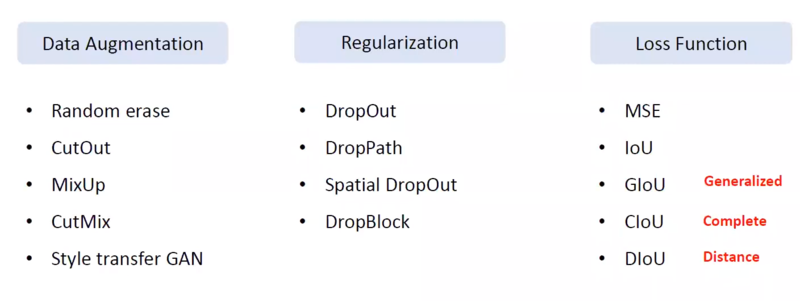 Data Augmentation
• Random erase
• CutOut
• MixUp
• CutMix
• Style transfer GAN
Regularization
• DropOut
• DropPath
• Spatial DropOut
• DropBlock
Loss Function
• MSE
• IoU
• GIoU Generalized
• CIoU Complete
• DIoU Distance